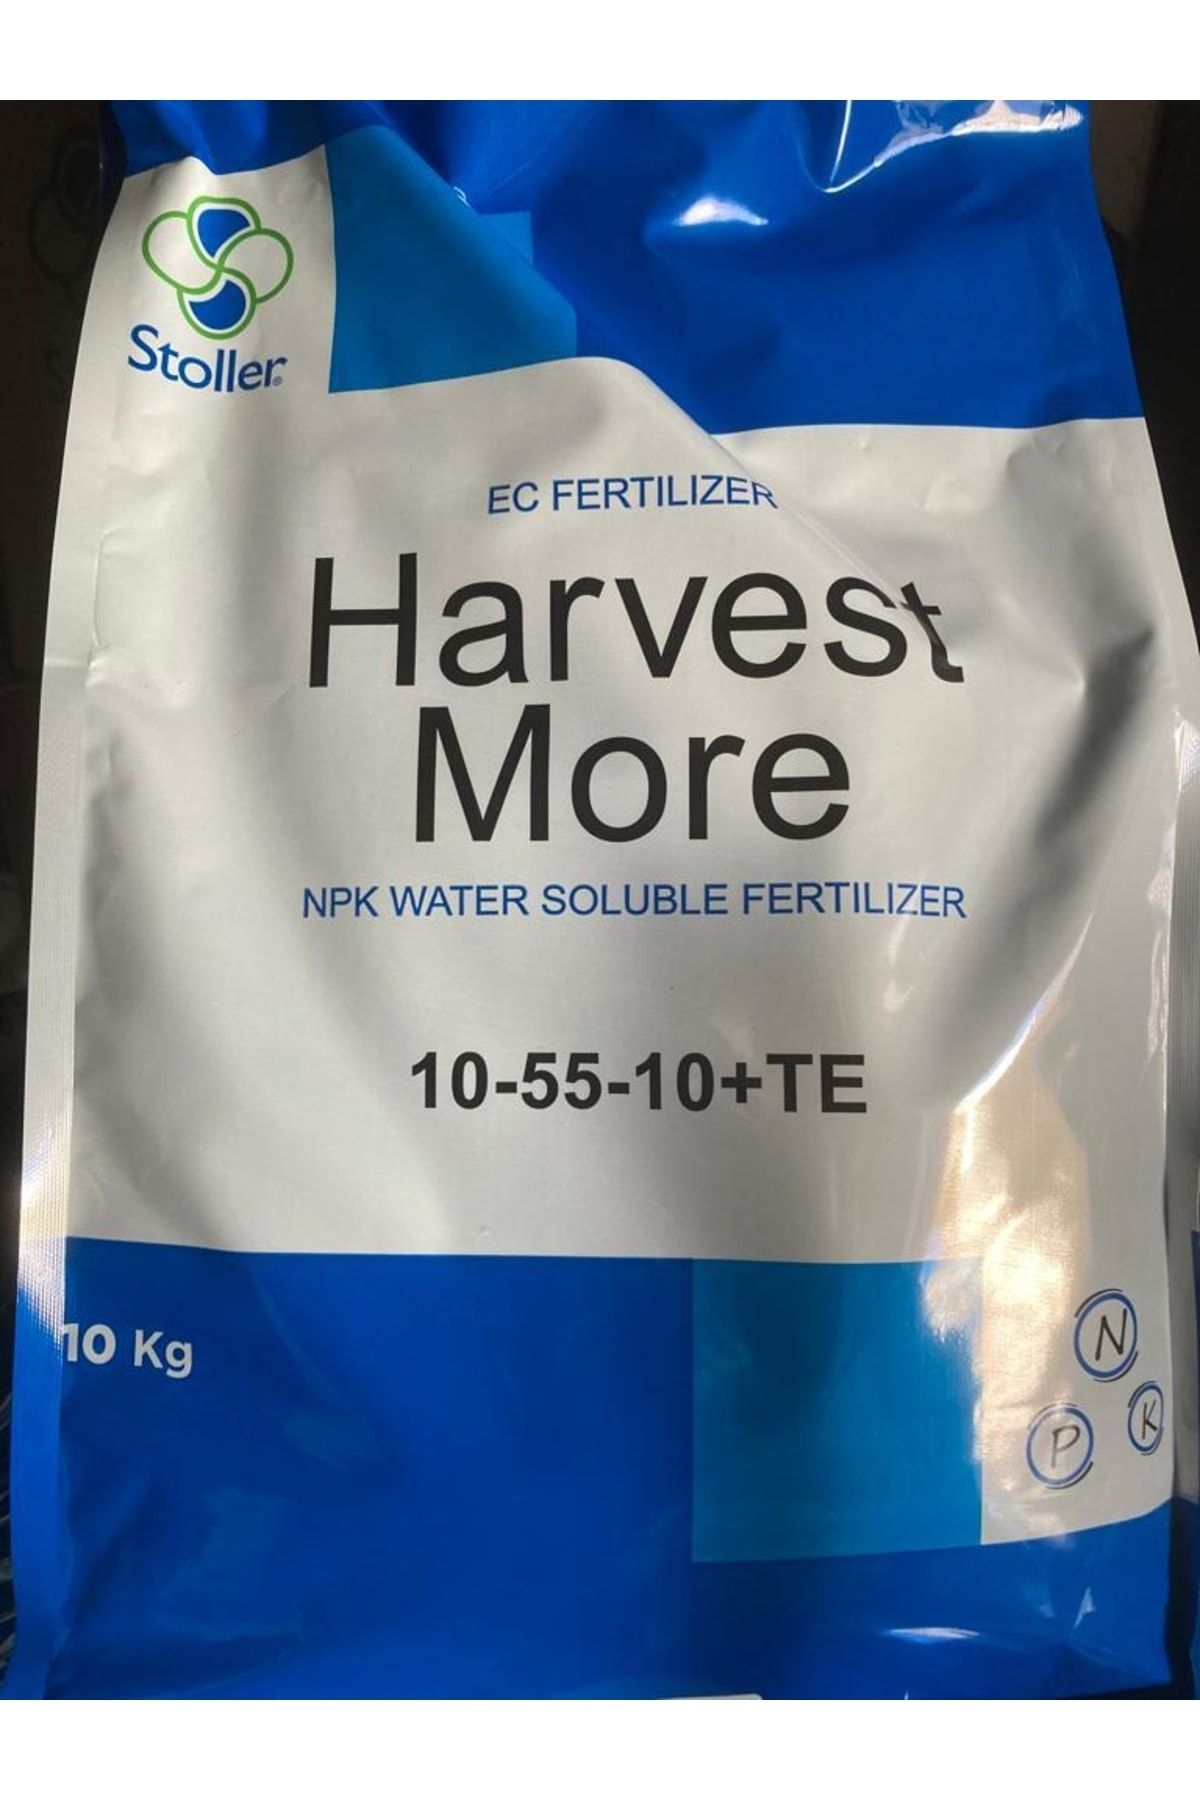 Stoller®
EC FERTILIZER
Harvest
More
NPK WATER SOLUBLE FERTILIZER
10-55-10+TE
10 Kg
N
P K